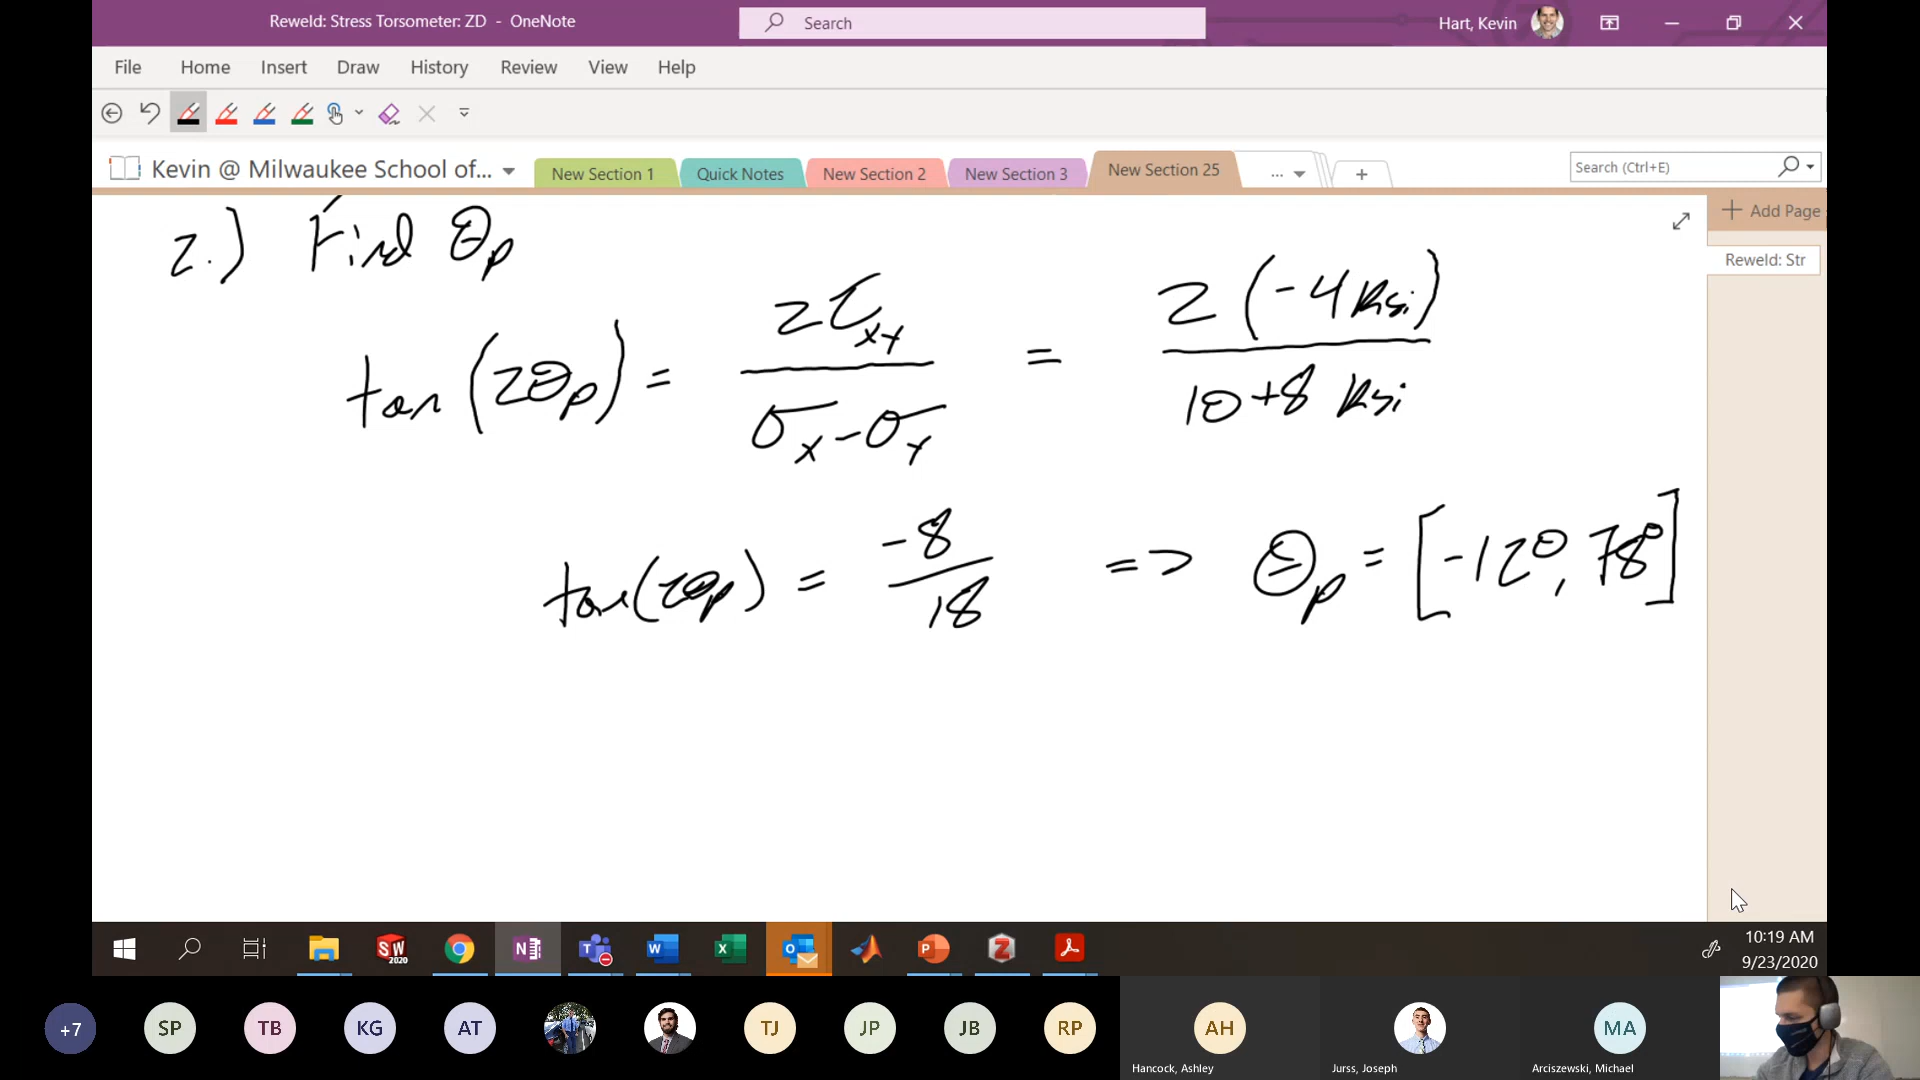 Reweld: Stress Torsometer: ZD - OneNote
Search
Hart, Kevin
File Home Insert Draw History Review View Help
Kevin @ Milwaukee School of...
New Section 1 Quick Notes New Section 2 New Section 3 New Section 25 ...
Search (Ctrl+E)
Add Page
Reweld: Str
2.) Find θp
tan(2θp) = 2τxy / σx-σy = 2(-4ksi) / 10+8 ksi
tan(2θp) = -8 / 18 => θp = [-12°, 78°]
SW 2020 N W X P Z
10:19 AM
9/23/2020
+7 SP TB KG AT TJ JP JB RP AH MA
Hancock, Ashley Jurss, Joseph Arciszewski, Michael